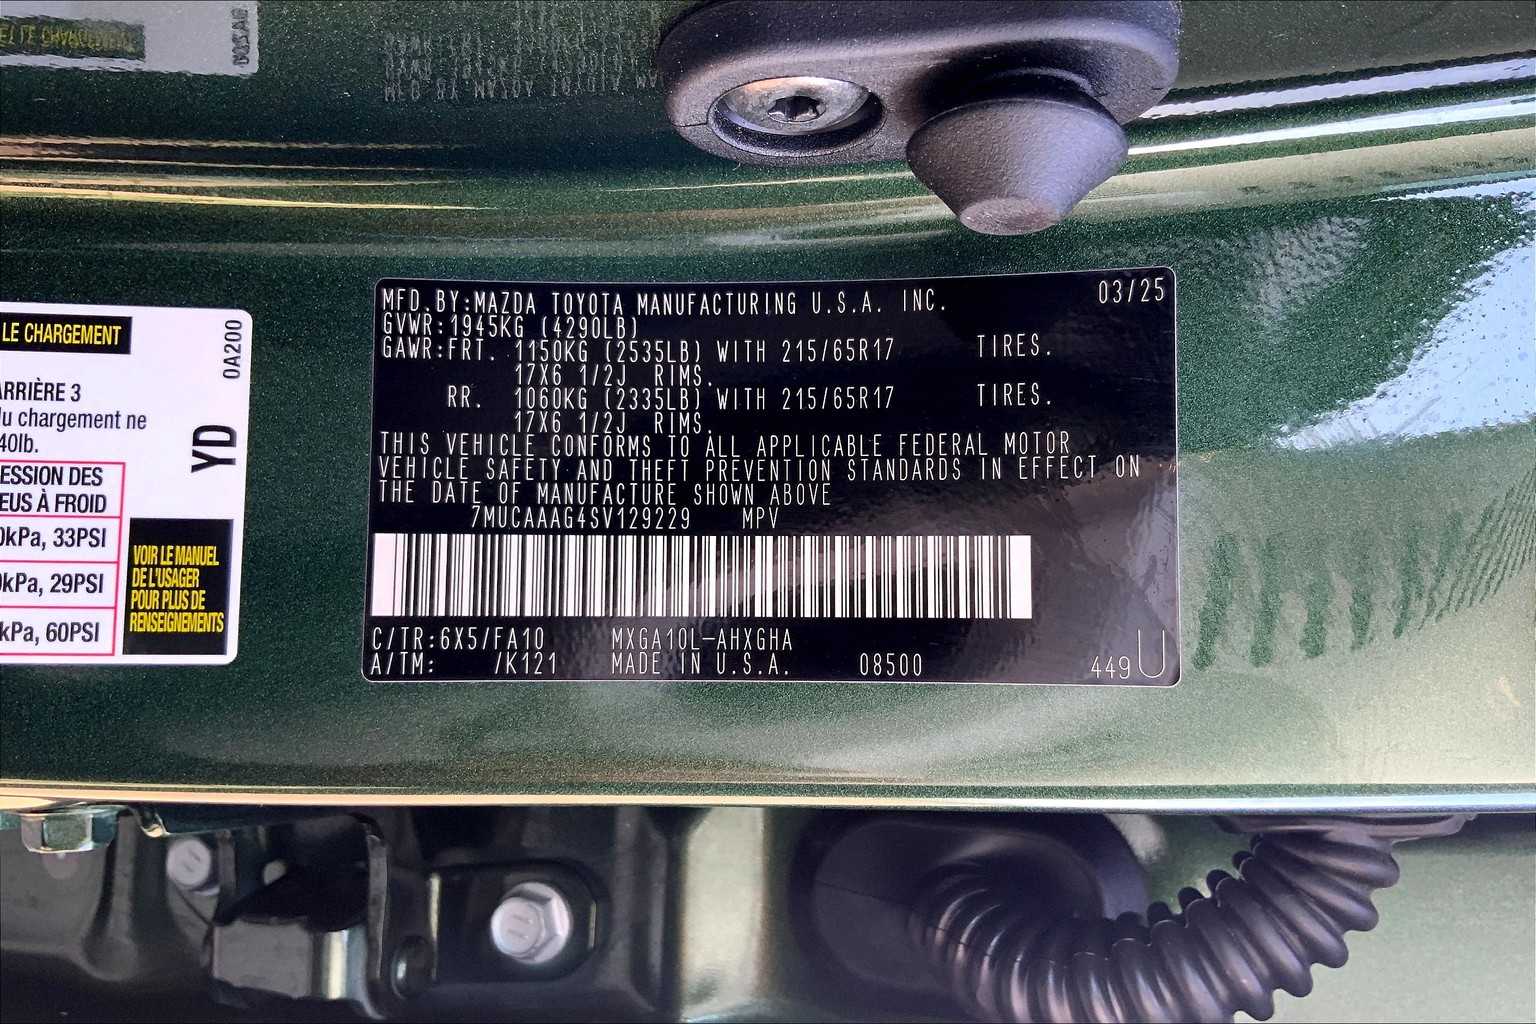 LE CHARGEMENT
0A200
ARRIÈRE 3
du chargement ne
40lb.
YD
ESSION DES
EUS À FROID
0kPa, 33PSI
0kPa, 29PSI
kPa, 60PSI
VOIR LE MANUEL
DE L'USAGER
POUR PLUS DE
RENSEIGNEMENTS
MFD.BY:MAZDA TOYOTA MANUFACTURING U.S.A. INC. 03/25
GVWR:1945KG (4290LB)
GAWR:FRT. 1150KG (2535LB) WITH 215/65R17 TIRES.
17X6 1/2J RIMS.
RR. 1060KG (2335LB) WITH 215/65R17 TIRES.
17X6 1/2J RIMS.
THIS VEHICLE CONFORMS TO ALL APPLICABLE FEDERAL MOTOR
VEHICLE SAFETY AND THEFT PREVENTION STANDARDS IN EFFECT ON
THE DATE OF MANUFACTURE SHOWN ABOVE
7MUCAAAG4SV129229 MPV
C/TR:6X5/FA10 MXGA10L-AHXGHA
A/TM: /K121 MADE IN U.S.A. 08500 449U